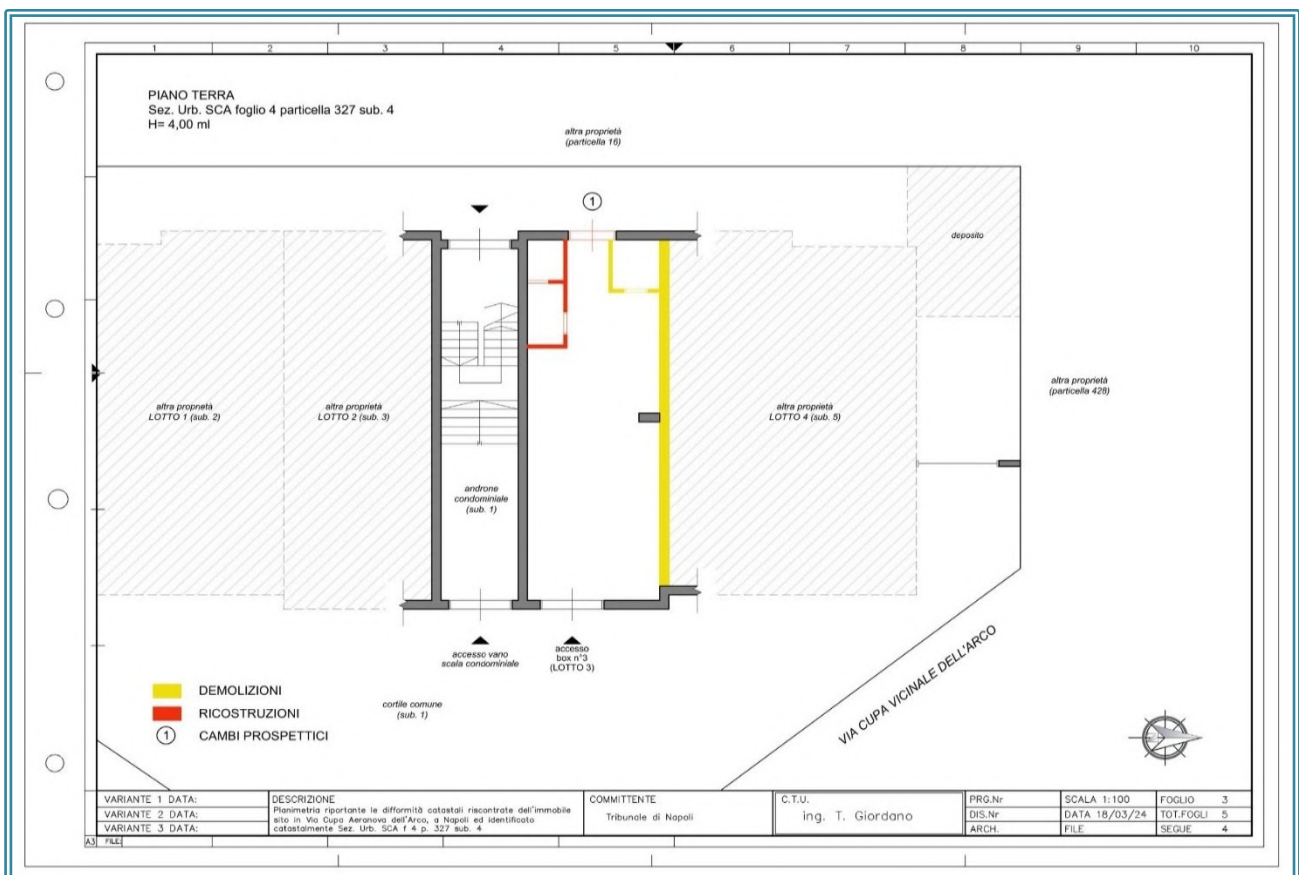 1 2 3 4 5 6 7 8 9 10
PIANO TERRA
Sez. Urb. SCA foglio 4 particella 327 sub. 4
H= 4,00 ml
altra proprietà
(particella 16)
1
deposito
altra proprietà
(particella 428)
altra proprietà
LOTTO 1 (sub. 2)
altra proprietà
LOTTO 2 (sub. 3)
altra proprietà
LOTTO 4 (sub. 5)
androne
condominiale
(sub. 1)
accesso vano
scala condominiale
accesso
box n°3
(LOTTO 3)
VIA CUPA VICINALE DELL'ARCO
cortile comune
(sub. 1)
DEMOLIZIONI
RICOSTRUZIONI
1 CAMBI PROSPETTICI
VARIANTE 1 DATA:
VARIANTE 2 DATA:
VARIANTE 3 DATA:
DESCRIZIONE
Planimetria riportante le difformità catastali riscontrate dell'immobile
sito in Via Cupa Aeranova dell'Arco, a Napoli ed identificato
catastalmente Sez. Urb. SCA f 4 p. 327 sub. 4
COMMITTENTE
Tribunale di Napoli
C.T.U.
ing. T. Giordano
PRG.Nr
DIS.Nr
ARCH.
SCALA 1:100
DATA 18/03/24
FILE
FOGLIO 3
TOT.FOGLI 5
SEGUE 4
A3 FILE: